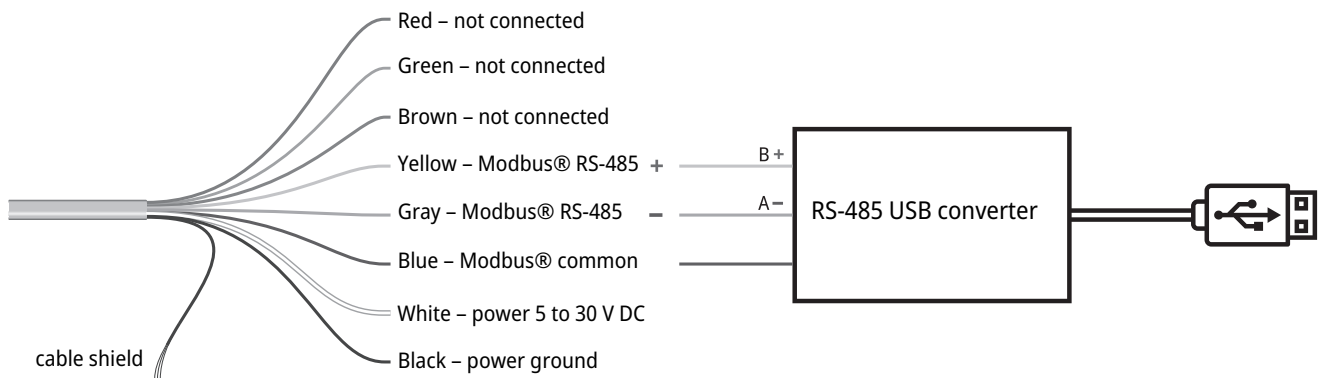 Red – not connected
Green – not connected
Brown – not connected
Yellow – Modbus® RS-485 +
B +
Gray – Modbus® RS-485 –
A –
RS-485 USB converter
Blue – Modbus® common
White – power 5 to 30 V DC
Black – power ground
cable shield